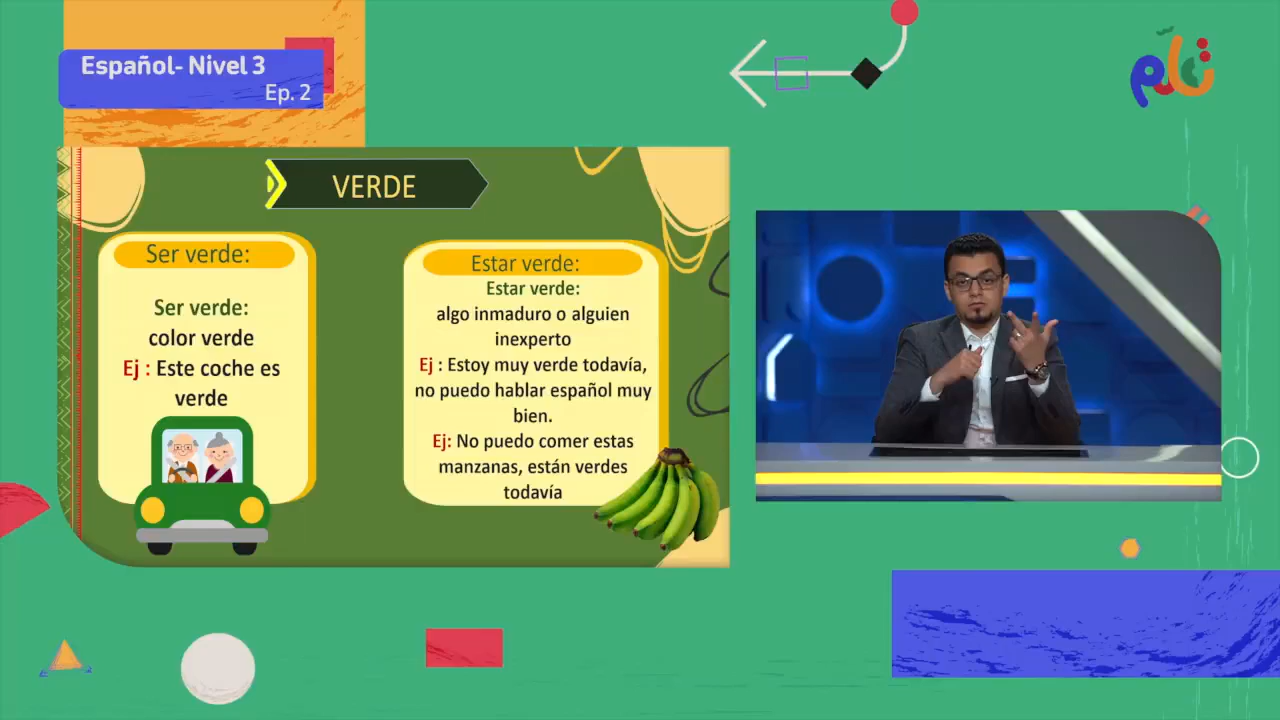 Español- Nivel 3
Ep. 2
نتعلم
VERDE
Ser verde:
Ser verde:
color verde
Ej : Este coche es
verde
Estar verde:
Estar verde:
algo inmaduro o alguien
inexperto
Ej : Estoy muy verde todavía,
no puedo hablar español muy
bien.
Ej: No puedo comer estas
manzanas, están verdes
todavía